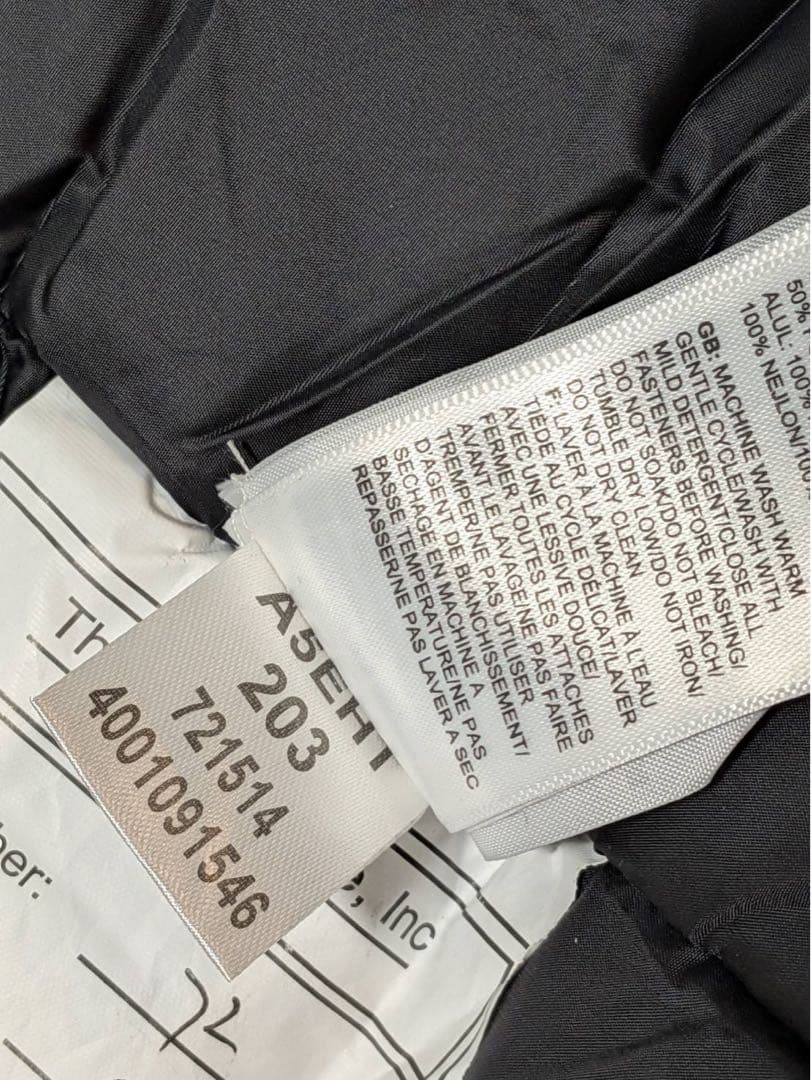 50%
ALUL: 100%
100% NEJLON/
GB: MACHINE WASH WARM
GENTLE CYCLE/WASH WITH
MILD DETERGENT/CLOSE ALL
FASTENERS BEFORE WASHING/
DO NOT SOAK/DO NOT BLEACH/
TUMBLE DRY LOW/DO NOT IRON/
DO NOT DRY CLEAN
F: LAVER À LA MACHINE À L'EAU
TIÈDE AU CYCLE DÉLICAT/LAVER
AVEC UNE LESSIVE DOUCE/
FERMER TOUTES LES ATTACHES
AVANT LE LAVAGE/NE PAS FAIRE
TREMPER/NE PAS UTILISER
D'AGENT DE BLANCHISSEMENT/
SECHAGE EN MACHINE A
BASSE TEMPERATURE/NE PAS
REPASSER/NE PAS LAVER A SEC
A5EH
203
721514
4001091546
Th
, Inc
ber:
72